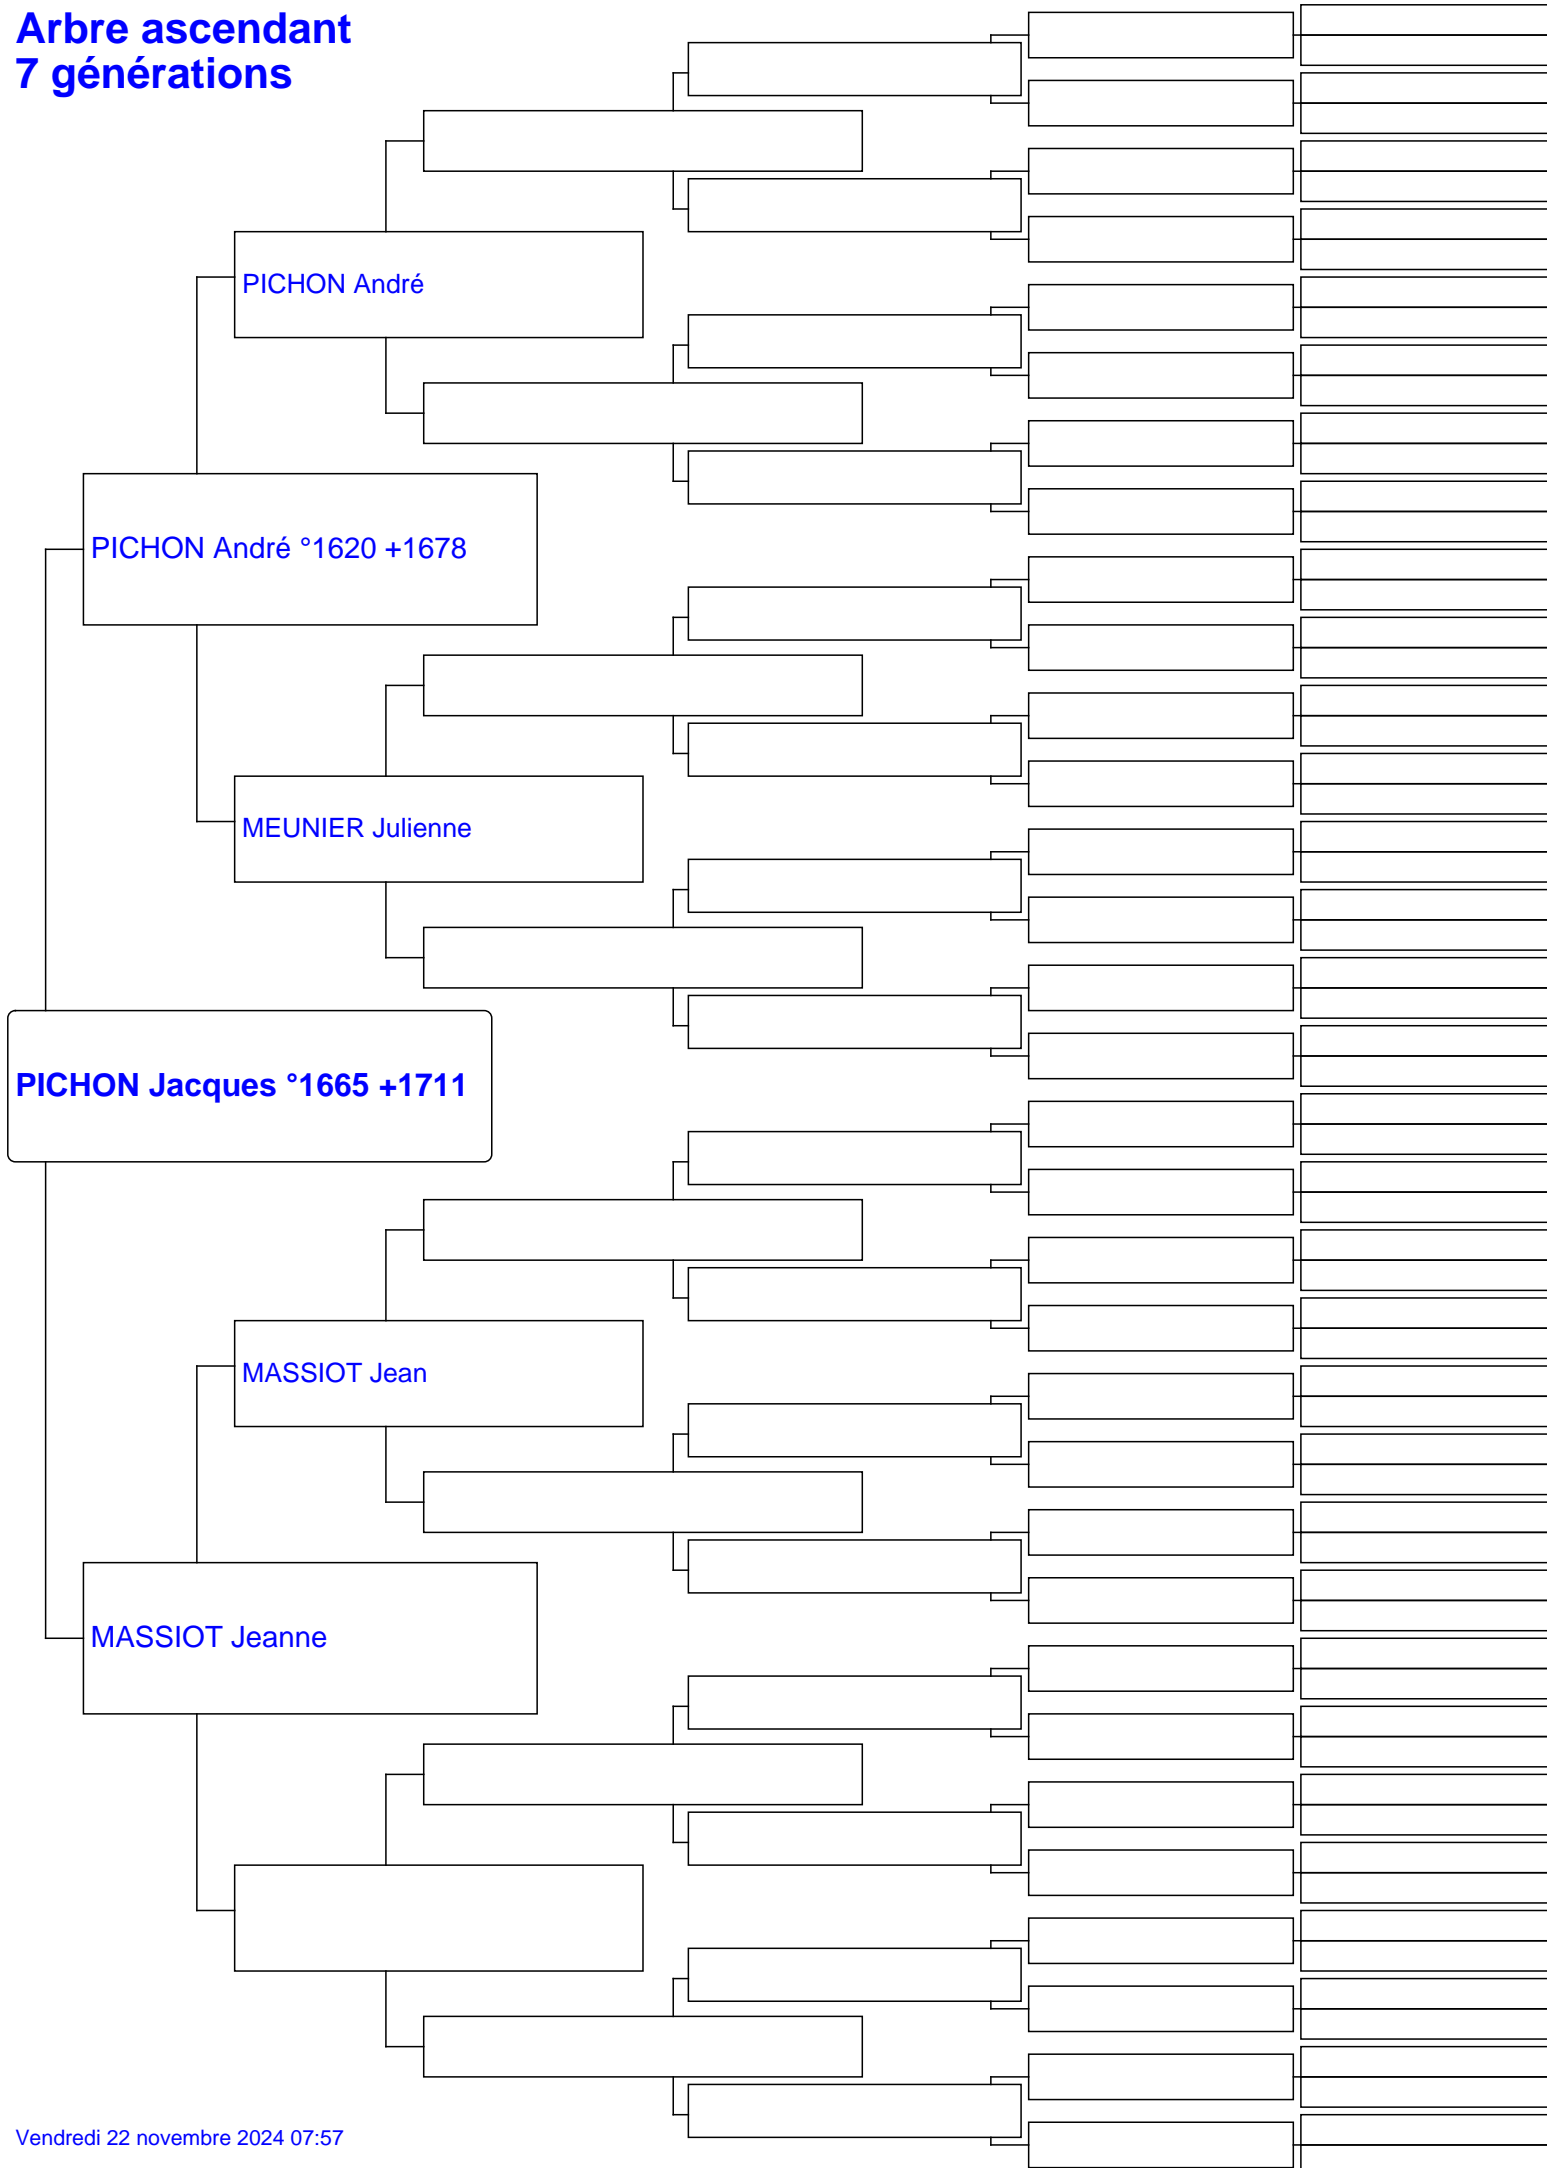 Arbre ascendant
7 générations
PICHON André
PICHON André °1620 +1678
MEUNIER Julienne
PICHON Jacques °1665 +1711
MASSIOT Jean
MASSIOT Jeanne
Vendredi 22 novembre 2024 07:57